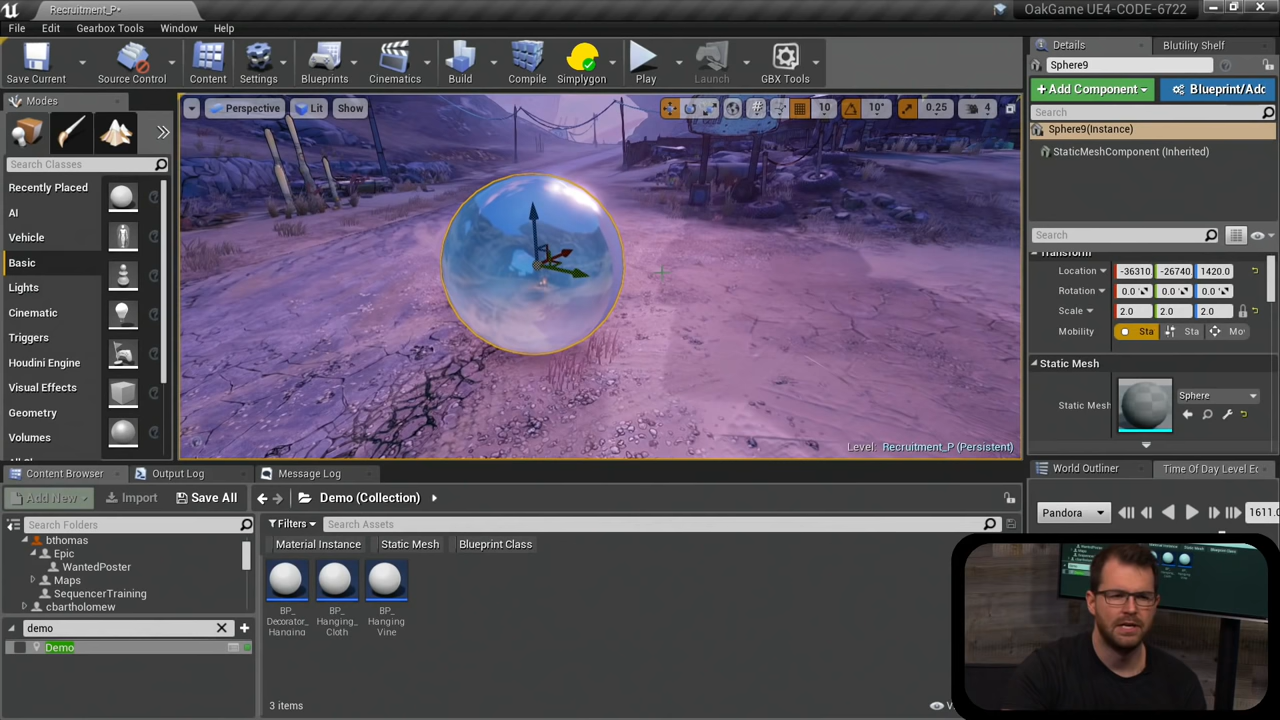 Recruitment_P*
OakGame UE4-CODE-6722
File Edit Gearbox Tools Window Help
Save Current Source Control Content Settings Blueprints Cinematics Build Compile Simplygon Play Launch GBX Tools
Modes
Search Classes
Recently Placed
AI
Vehicle
Basic
Lights
Cinematic
Triggers
Houdini Engine
Visual Effects
Geometry
Volumes
Perspective Lit Show
10 10° 0.25 4
Level: Recruitment_P (Persistent)
Details Blutility Shelf
Sphere9
+Add Component Blueprint/Adc
Search
Sphere9(Instance)
StaticMeshComponent (Inherited)
Search
Transform
Location -36310 -26740 1420.0
Rotation 0.0 ° 0.0 ° 0.0 °
Scale 2.0 2.0 2.0
Mobility Sta Sta Mo
Static Mesh
Static Mesh Sphere
World Outliner Time Of Day Level Ec
Pandora 1611.0
Content Browser Output Log Message Log
Add New Import Save All Demo (Collection)
Search Folders
bthomas
Epic
WantedPoster
Maps
SequencerTraining
cbartholomew
demo
Demo
Filters Search Assets
Material Instance Static Mesh Blueprint Class
BP_
Decorator_
Hanging
BP_
Hanging_
Cloth
BP_
Hanging
Vine
3 items